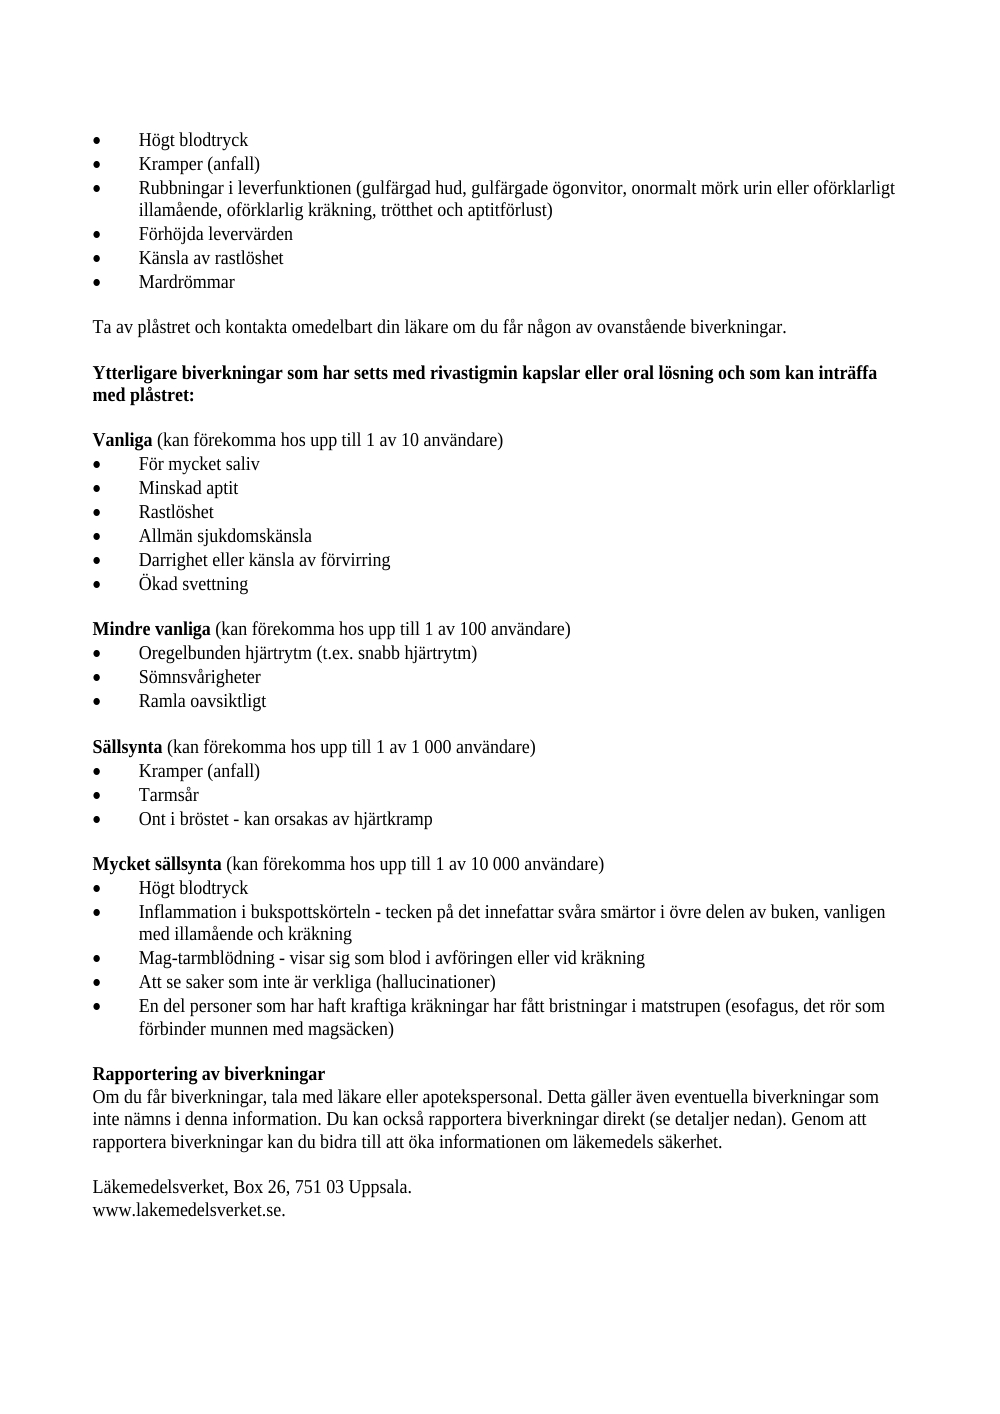 • Högt blodtryck
• Kramper (anfall)
• Rubbningar i leverfunktionen (gulfärgad hud, gulfärgade ögonvitor, onormalt mörk urin eller oförklarligt
illamående, oförklarlig kräkning, trötthet och aptitförlust)
• Förhöjda levervärden
• Känsla av rastlöshet
• Mardrömmar
Ta av plåstret och kontakta omedelbart din läkare om du får någon av ovanstående biverkningar.
Ytterligare biverkningar som har setts med rivastigmin kapslar eller oral lösning och som kan inträffa
med plåstret:
Vanliga (kan förekomma hos upp till 1 av 10 användare)
• För mycket saliv
• Minskad aptit
• Rastlöshet
• Allmän sjukdomskänsla
• Darrighet eller känsla av förvirring
• Ökad svettning
Mindre vanliga (kan förekomma hos upp till 1 av 100 användare)
• Oregelbunden hjärtrytm (t.ex. snabb hjärtrytm)
• Sömnsvårigheter
• Ramla oavsiktligt
Sällsynta (kan förekomma hos upp till 1 av 1 000 användare)
• Kramper (anfall)
• Tarmsår
• Ont i bröstet - kan orsakas av hjärtkramp
Mycket sällsynta (kan förekomma hos upp till 1 av 10 000 användare)
• Högt blodtryck
• Inflammation i bukspottskörteln - tecken på det innefattar svåra smärtor i övre delen av buken, vanligen
med illamående och kräkning
• Mag-tarmblödning - visar sig som blod i avföringen eller vid kräkning
• Att se saker som inte är verkliga (hallucinationer)
• En del personer som har haft kraftiga kräkningar har fått bristningar i matstrupen (esofagus, det rör som
förbinder munnen med magsäcken)
Rapportering av biverkningar
Om du får biverkningar, tala med läkare eller apotekspersonal. Detta gäller även eventuella biverkningar som
inte nämns i denna information. Du kan också rapportera biverkningar direkt (se detaljer nedan). Genom att
rapportera biverkningar kan du bidra till att öka informationen om läkemedels säkerhet.
Läkemedelsverket, Box 26, 751 03 Uppsala.
www.lakemedelsverket.se.